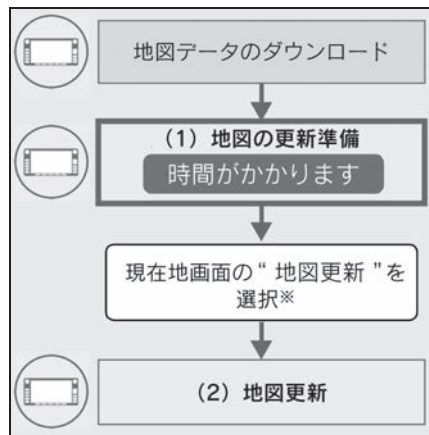 地図データのダウンロード
(1) 地図の更新準備
時間がかかります
現在地画面の“ 地図更新 ”を
選択※
(2) 地図更新